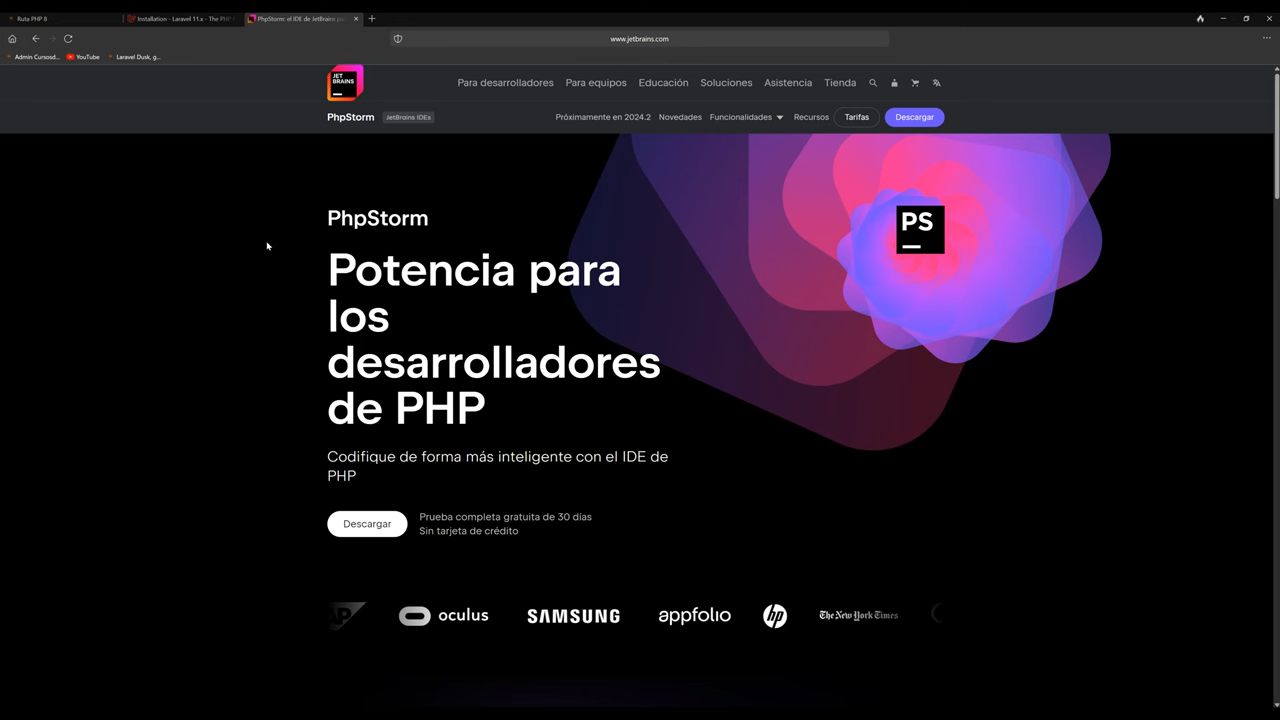 Ruta PHP 8
Installation - Laravel 11.x - The PHP
PhpStorm: el IDE de JetBrains pa
www.jetbrains.com
Admin Cursosd...
YouTube
Laravel Dusk, g...
JET
BRAINS
Para desarrolladores
Para equipos
Educación
Soluciones
Asistencia
Tienda
PhpStorm
JetBrains IDEs
Próximamente en 2024.2
Novedades
Funcionalidades
Recursos
Tarifas
Descargar
PS
PhpStorm
Potencia para
los
desarrolladores
de PHP
Codifique de forma más inteligente con el IDE de
PHP
Descargar
Prueba completa gratuita de 30 días
Sin tarjeta de crédito
oculus
SAMSUNG
appfolio
hp
The New York Times